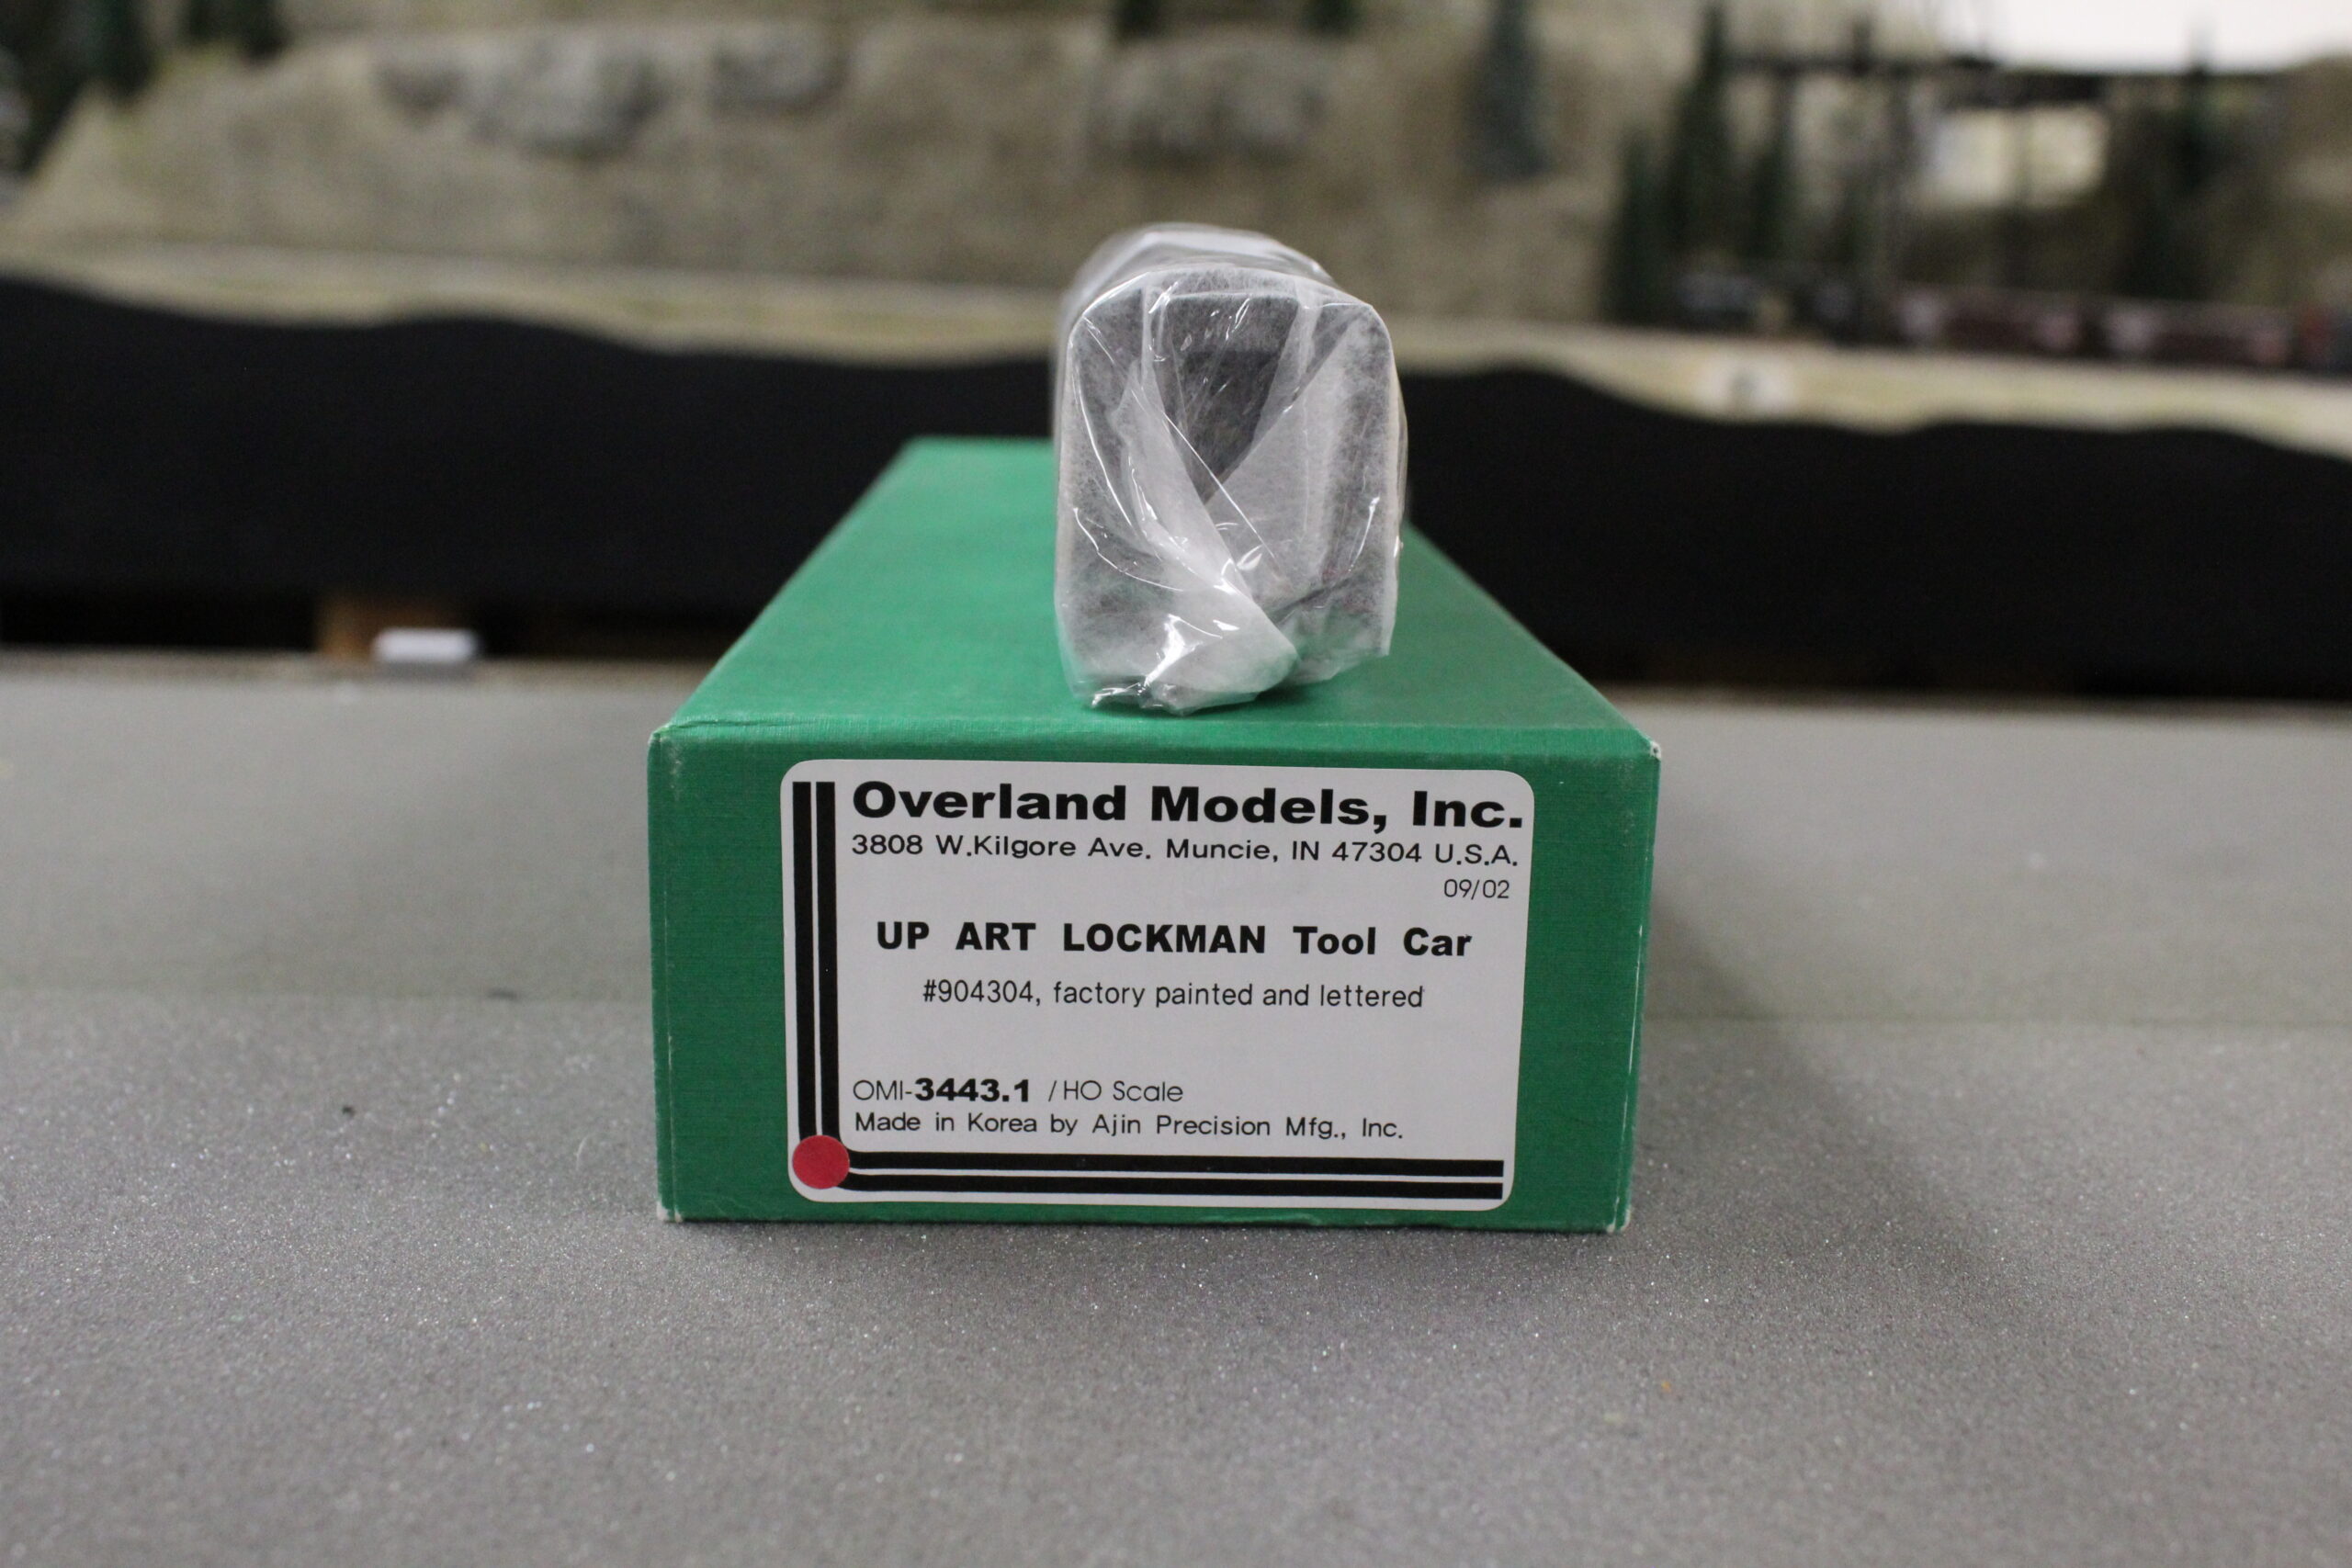 Overland Models, Inc.
3808 W.Kilgore Ave. Muncie, IN 47304 U.S.A.
09/02
UP ART LOCKMAN Tool Car
#904304, factory painted and lettered
OMI-3443.1 / HO Scale
Made in Korea by Ajin Precision Mfg., Inc.